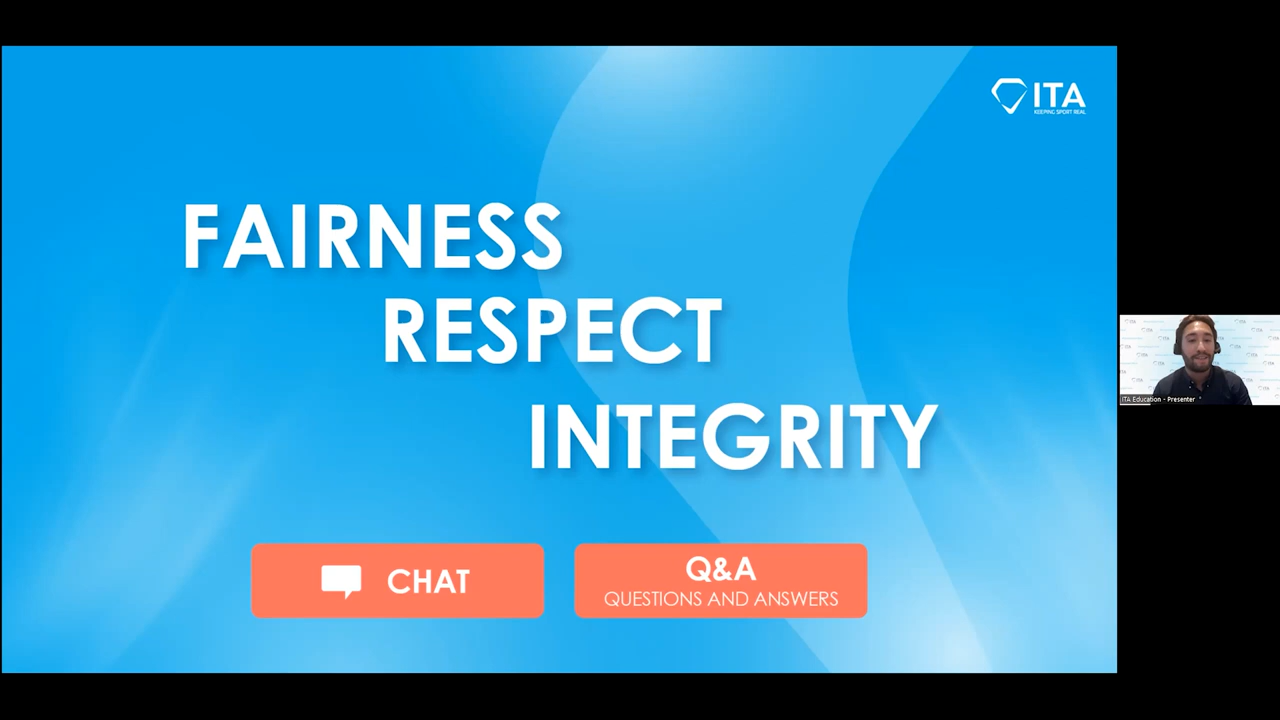 ITA
KEEPING SPORT REAL
FAIRNESS
RESPECT
INTEGRITY
CHAT
Q&A
QUESTIONS AND ANSWERS
ITA Education - Presenter